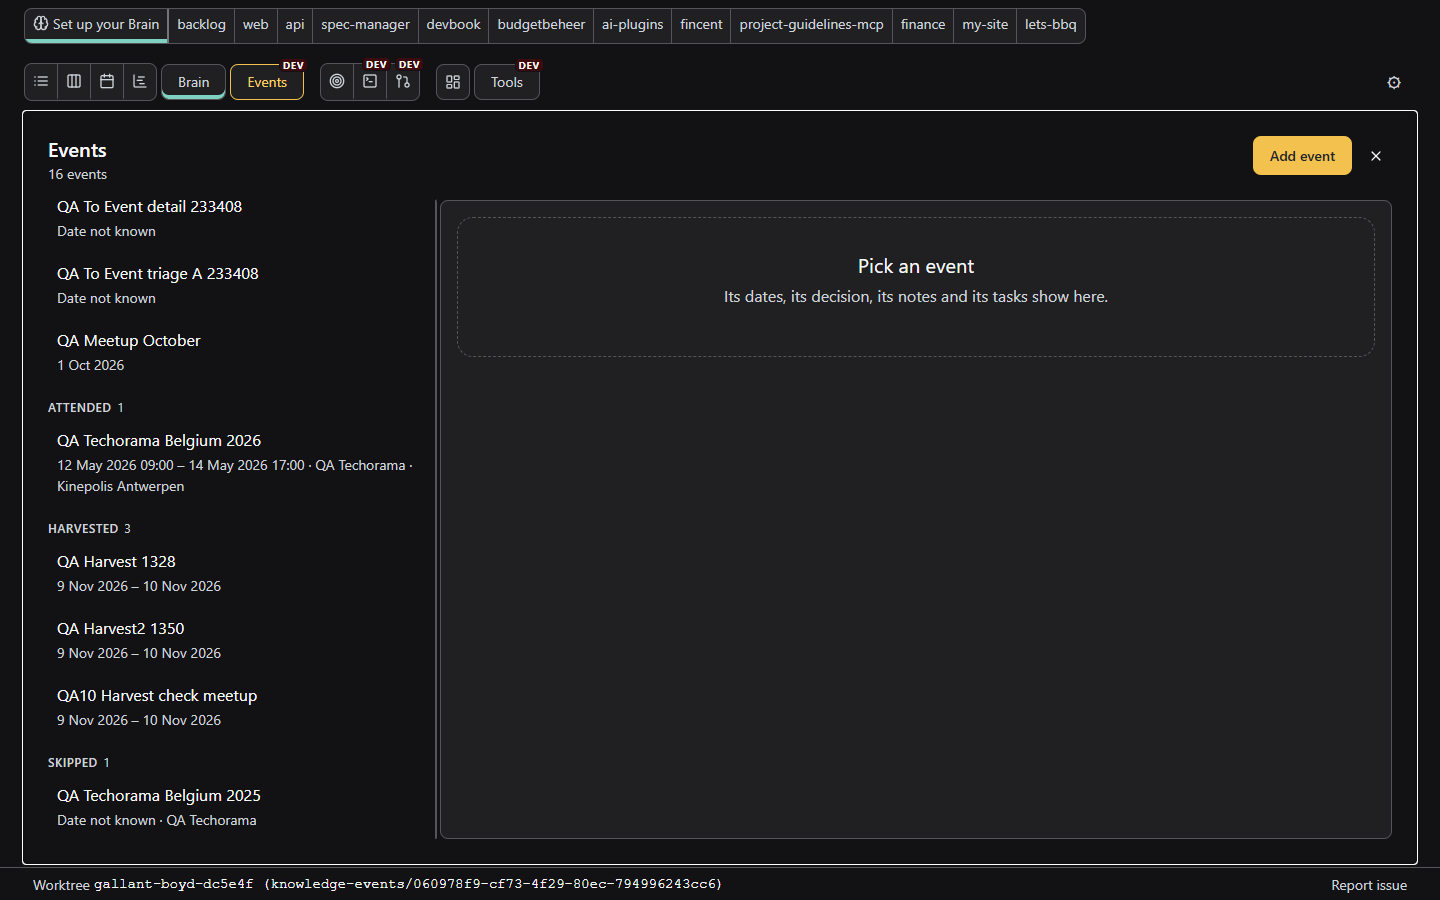 Set up your Brain
backlog
web
api
spec-manager
devbook
budgetbeheer
ai-plugins
fincent
project-guidelines-mcp
finance
my-site
lets-bbq
Brain
Events
DEV
DEV
DEV
Tools
DEV
Events
16 events
Add event
QA To Event detail 233408
Date not known
QA To Event triage A 233408
Date not known
QA Meetup October
1 Oct 2026
ATTENDED 1
QA Techorama Belgium 2026
12 May 2026 09:00 – 14 May 2026 17:00 · QA Techorama ·
Kinepolis Antwerpen
HARVESTED 3
QA Harvest 1328
9 Nov 2026 – 10 Nov 2026
QA Harvest2 1350
9 Nov 2026 – 10 Nov 2026
QA10 Harvest check meetup
9 Nov 2026 – 10 Nov 2026
SKIPPED 1
QA Techorama Belgium 2025
Date not known · QA Techorama
Pick an event
Its dates, its decision, its notes and its tasks show here.
Worktree gallant-boyd-dc5e4f (knowledge-events/060978f9-cf73-4f29-80ec-794996243cc6)
Report issue